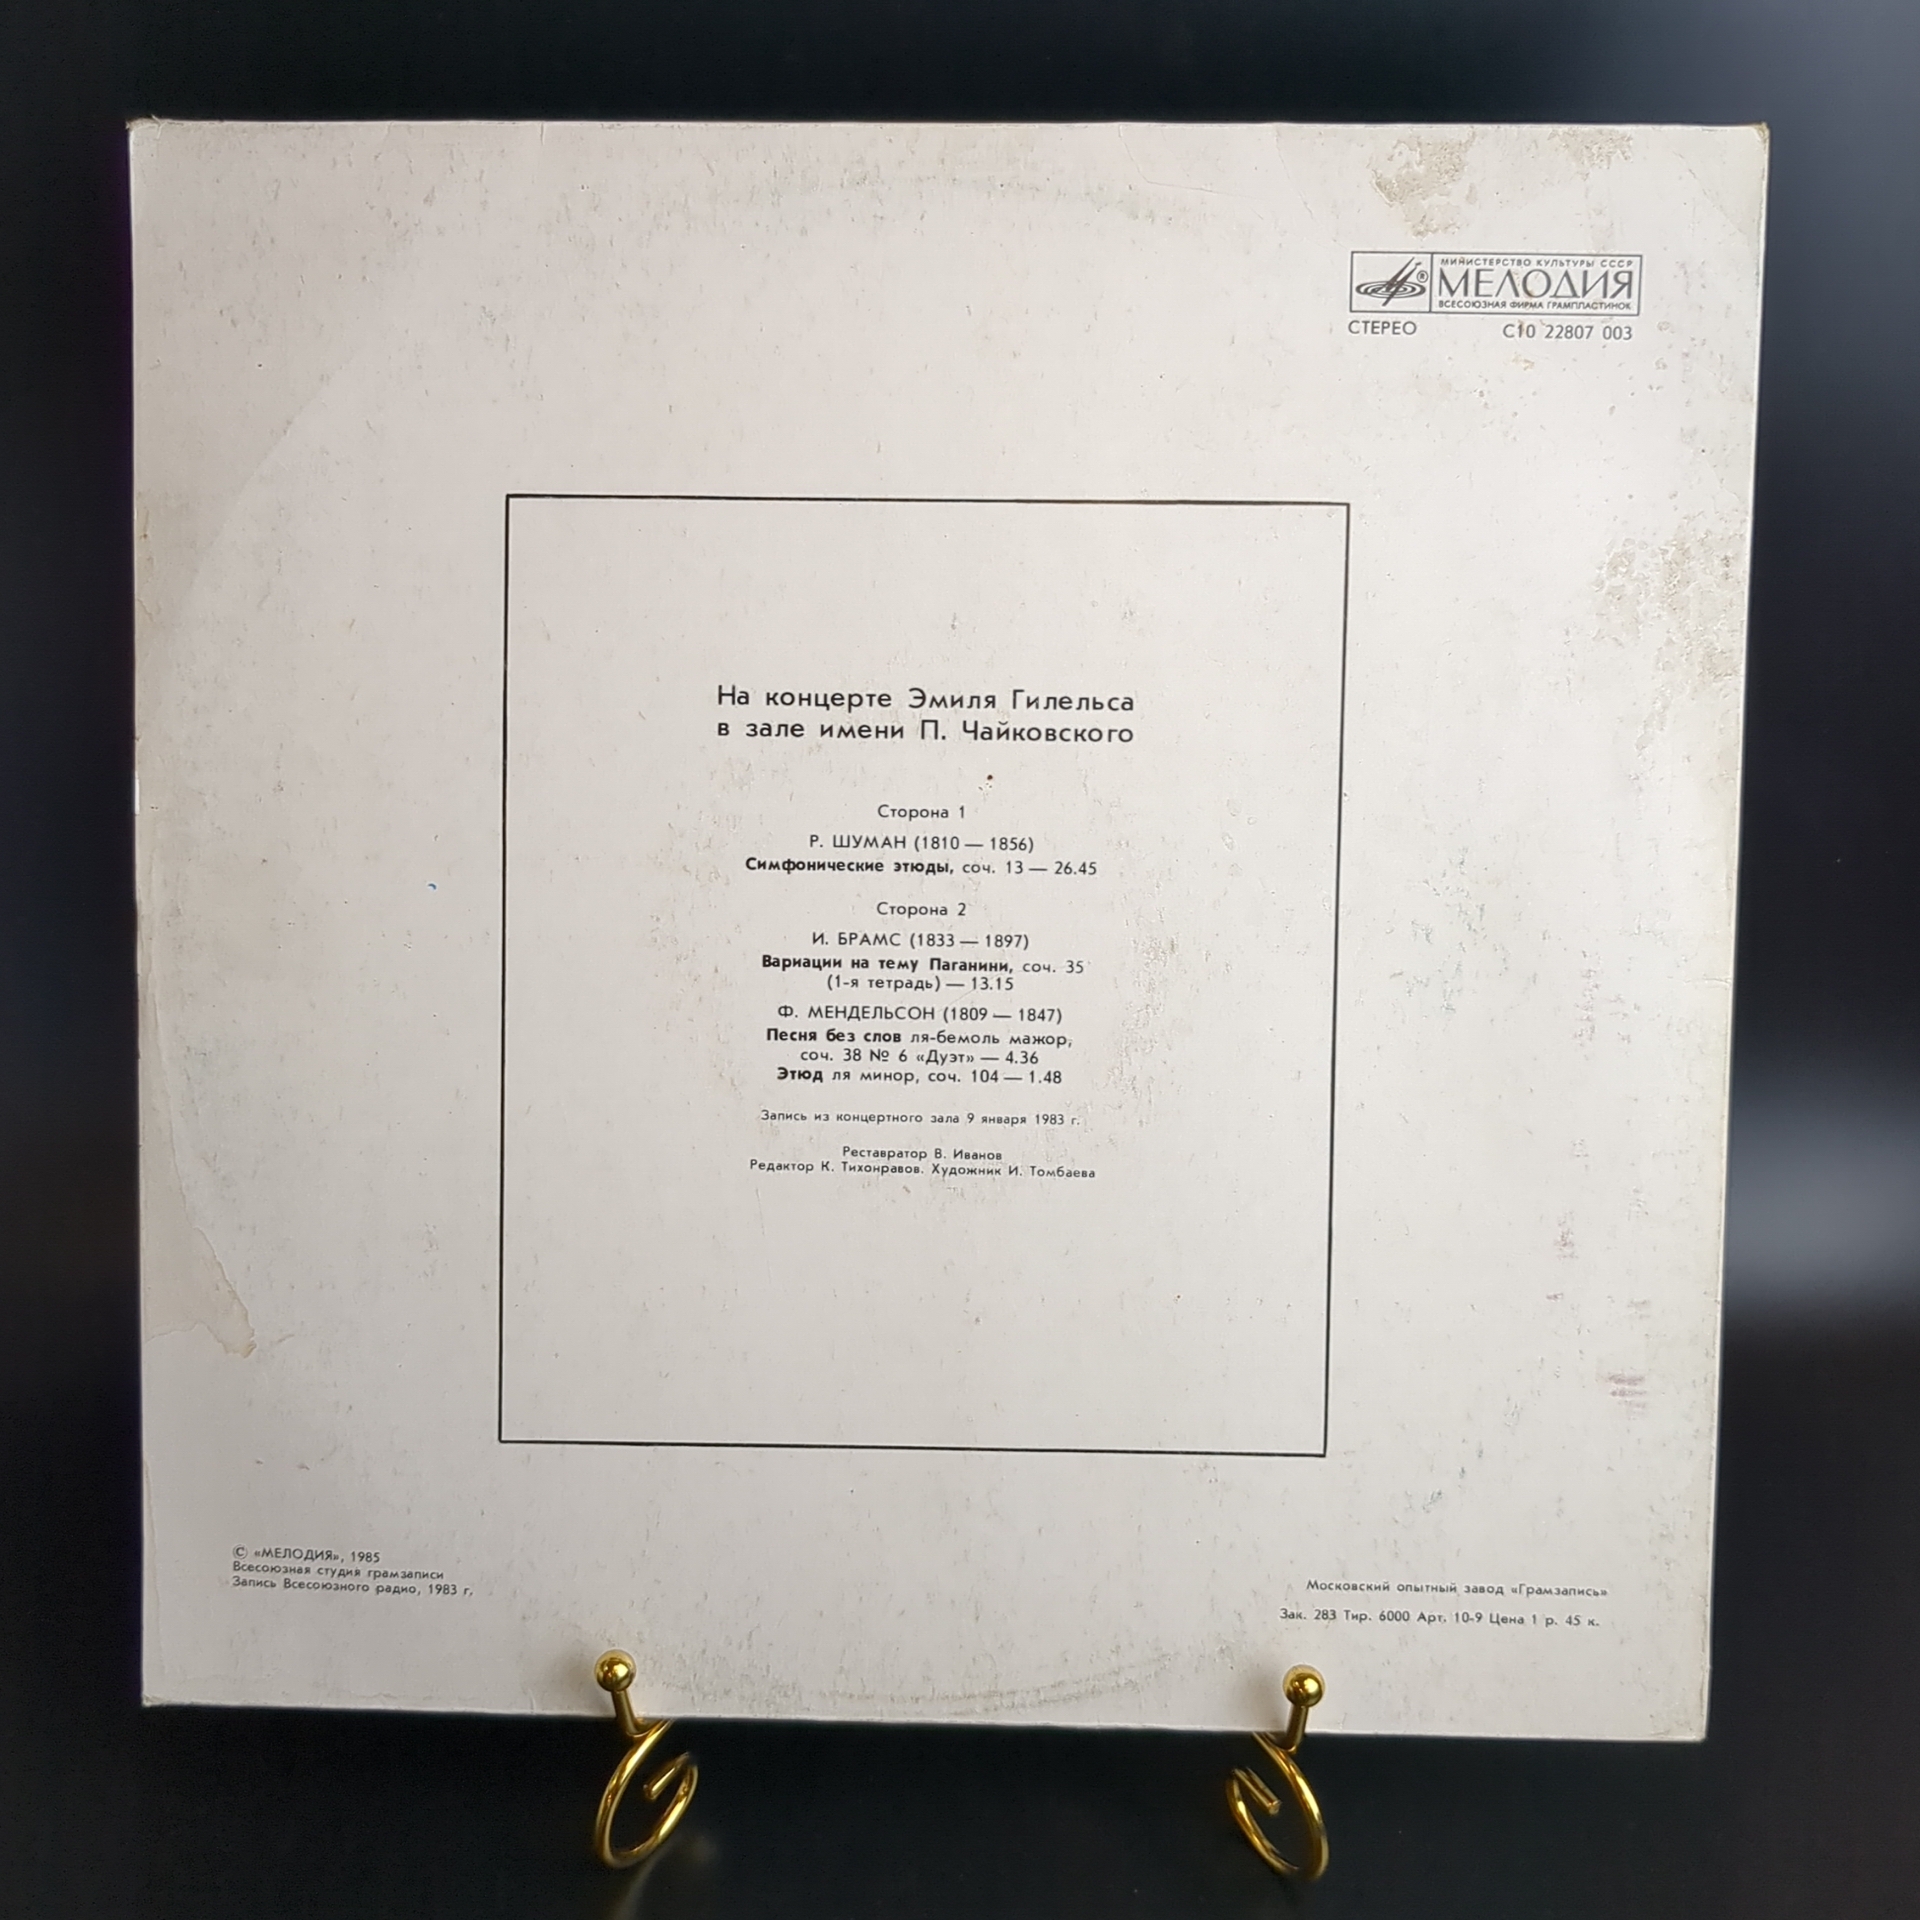 МИНИСТЕРСТВО КУЛЬТУРЫ СССР
МЕЛОДИЯ
®
ВСЕСОЮЗНАЯ ФИРМА ГРАМПЛАСТИНОК
СТЕРЕО С10 22807 003
На концерте Эмиля Гилельса
в зале имени П. Чайковского
Сторона 1
Р. ШУМАН (1810 — 1856)
Симфонические этюды, соч. 13 — 26.45
Сторона 2
И. БРАМС (1833 — 1897)
Вариации на тему Паганини, соч. 35
(1-я тетрадь) — 13.15
Ф. МЕНДЕЛЬСОН (1809 — 1847)
Песня без слов ля-бемоль мажор,
соч. 38 № 6 «Дуэт» — 4.36
Этюд ля минор, соч. 104 — 1.48
Запись из концертного зала 9 января 1983 г.
Реставратор В. Иванов
Редактор К. Тихонравов. Художник И. Томбаева
© «МЕЛОДИЯ», 1985
Всесоюзная студия грамзаписи
Запись Всесоюзного радио, 1983 г.
Московский опытный завод «Грамзапись»
Зак. 283 Тир. 6000 Арт. 10-9 Цена 1 р. 45 к.